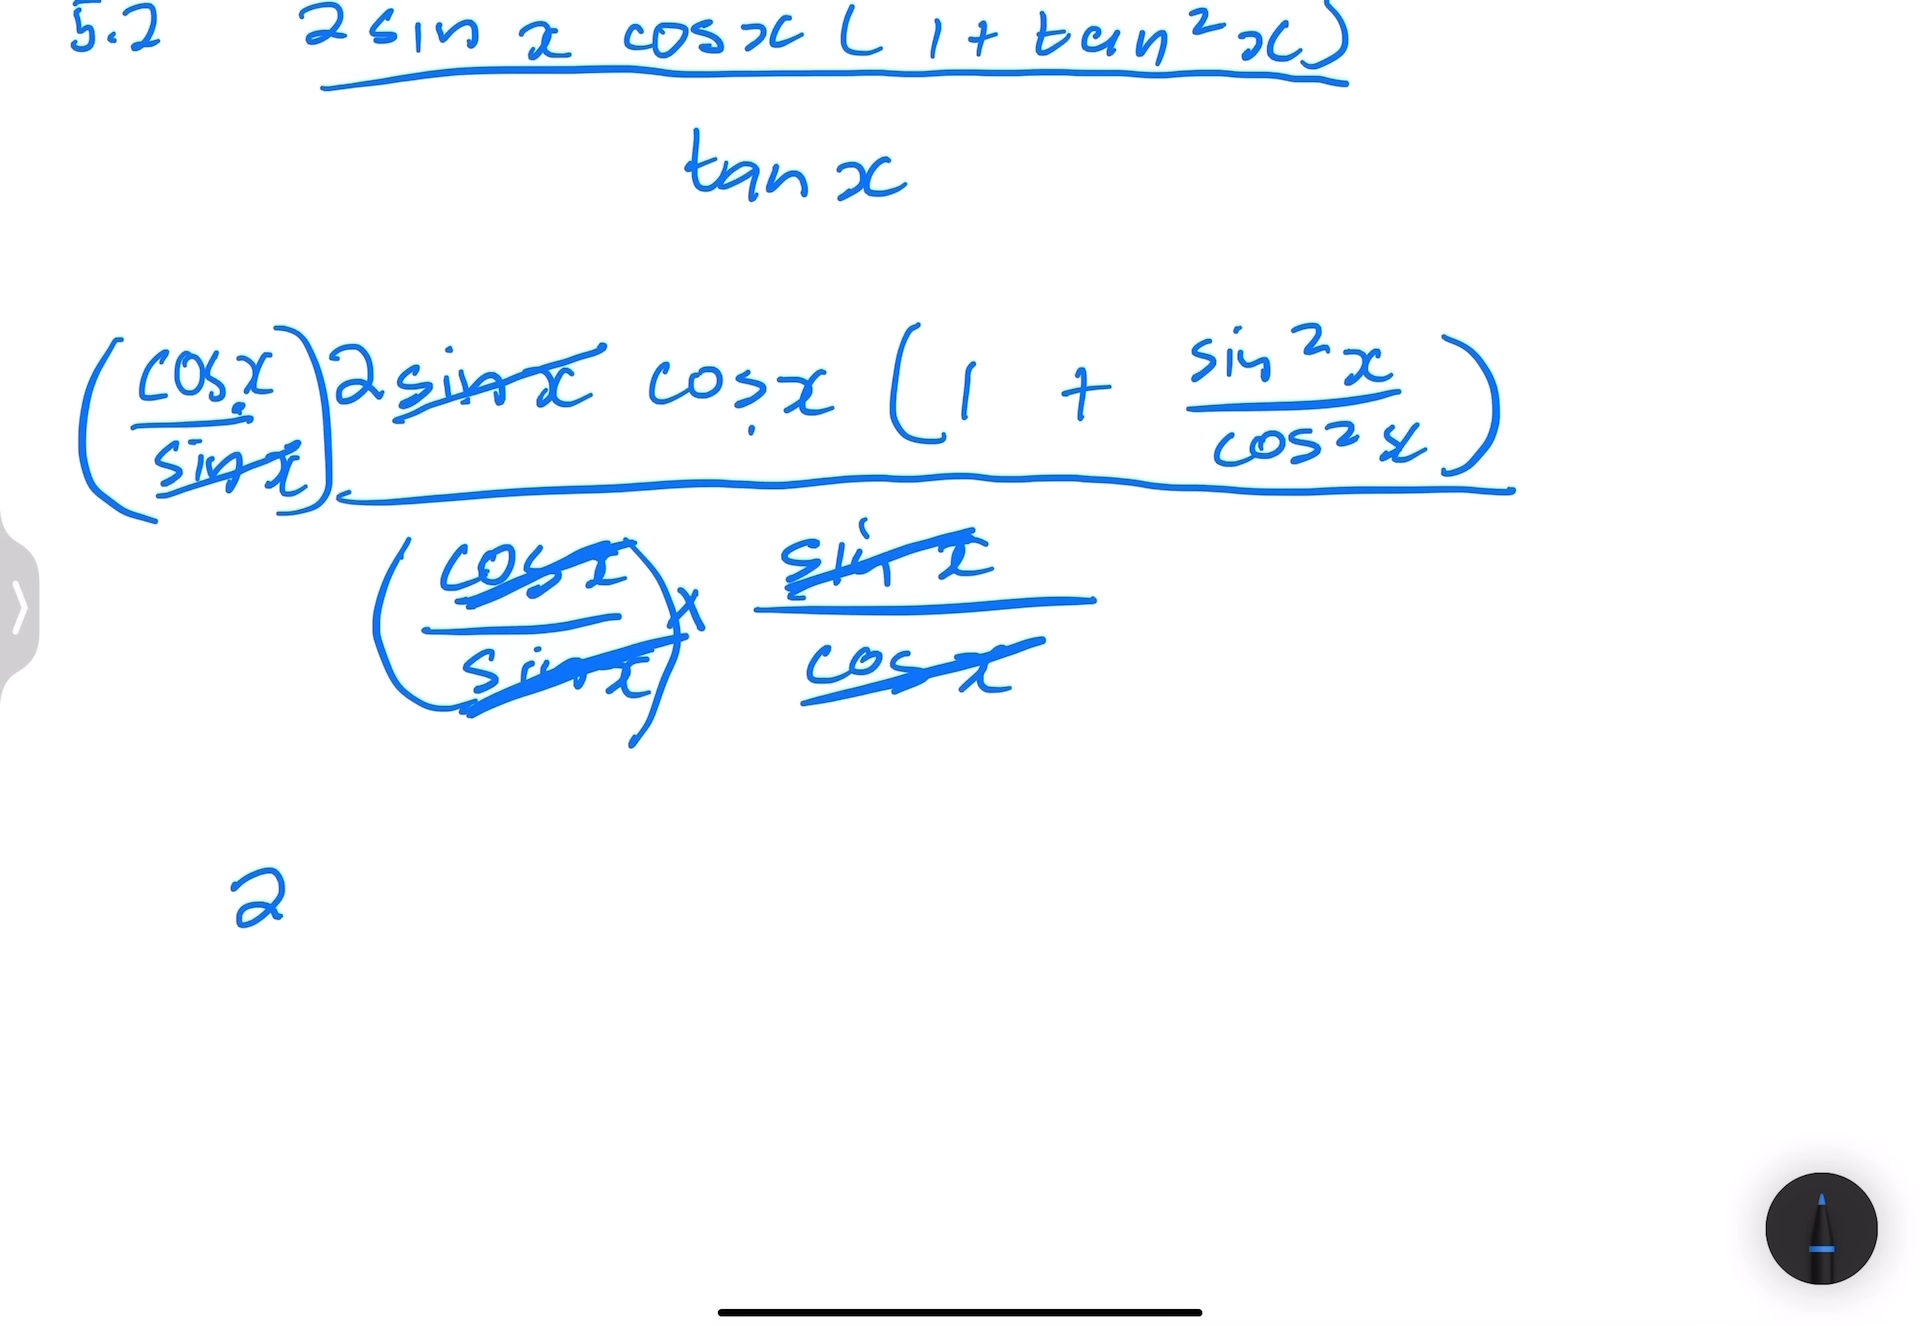 5.2 2 sin x cos x ( 1 + tan² x )
tan x
( cos x 2 sin x cos x ( 1 + sin² x )
sin x ) cos² x
( cos x ) × sin x
sin x cos x
2